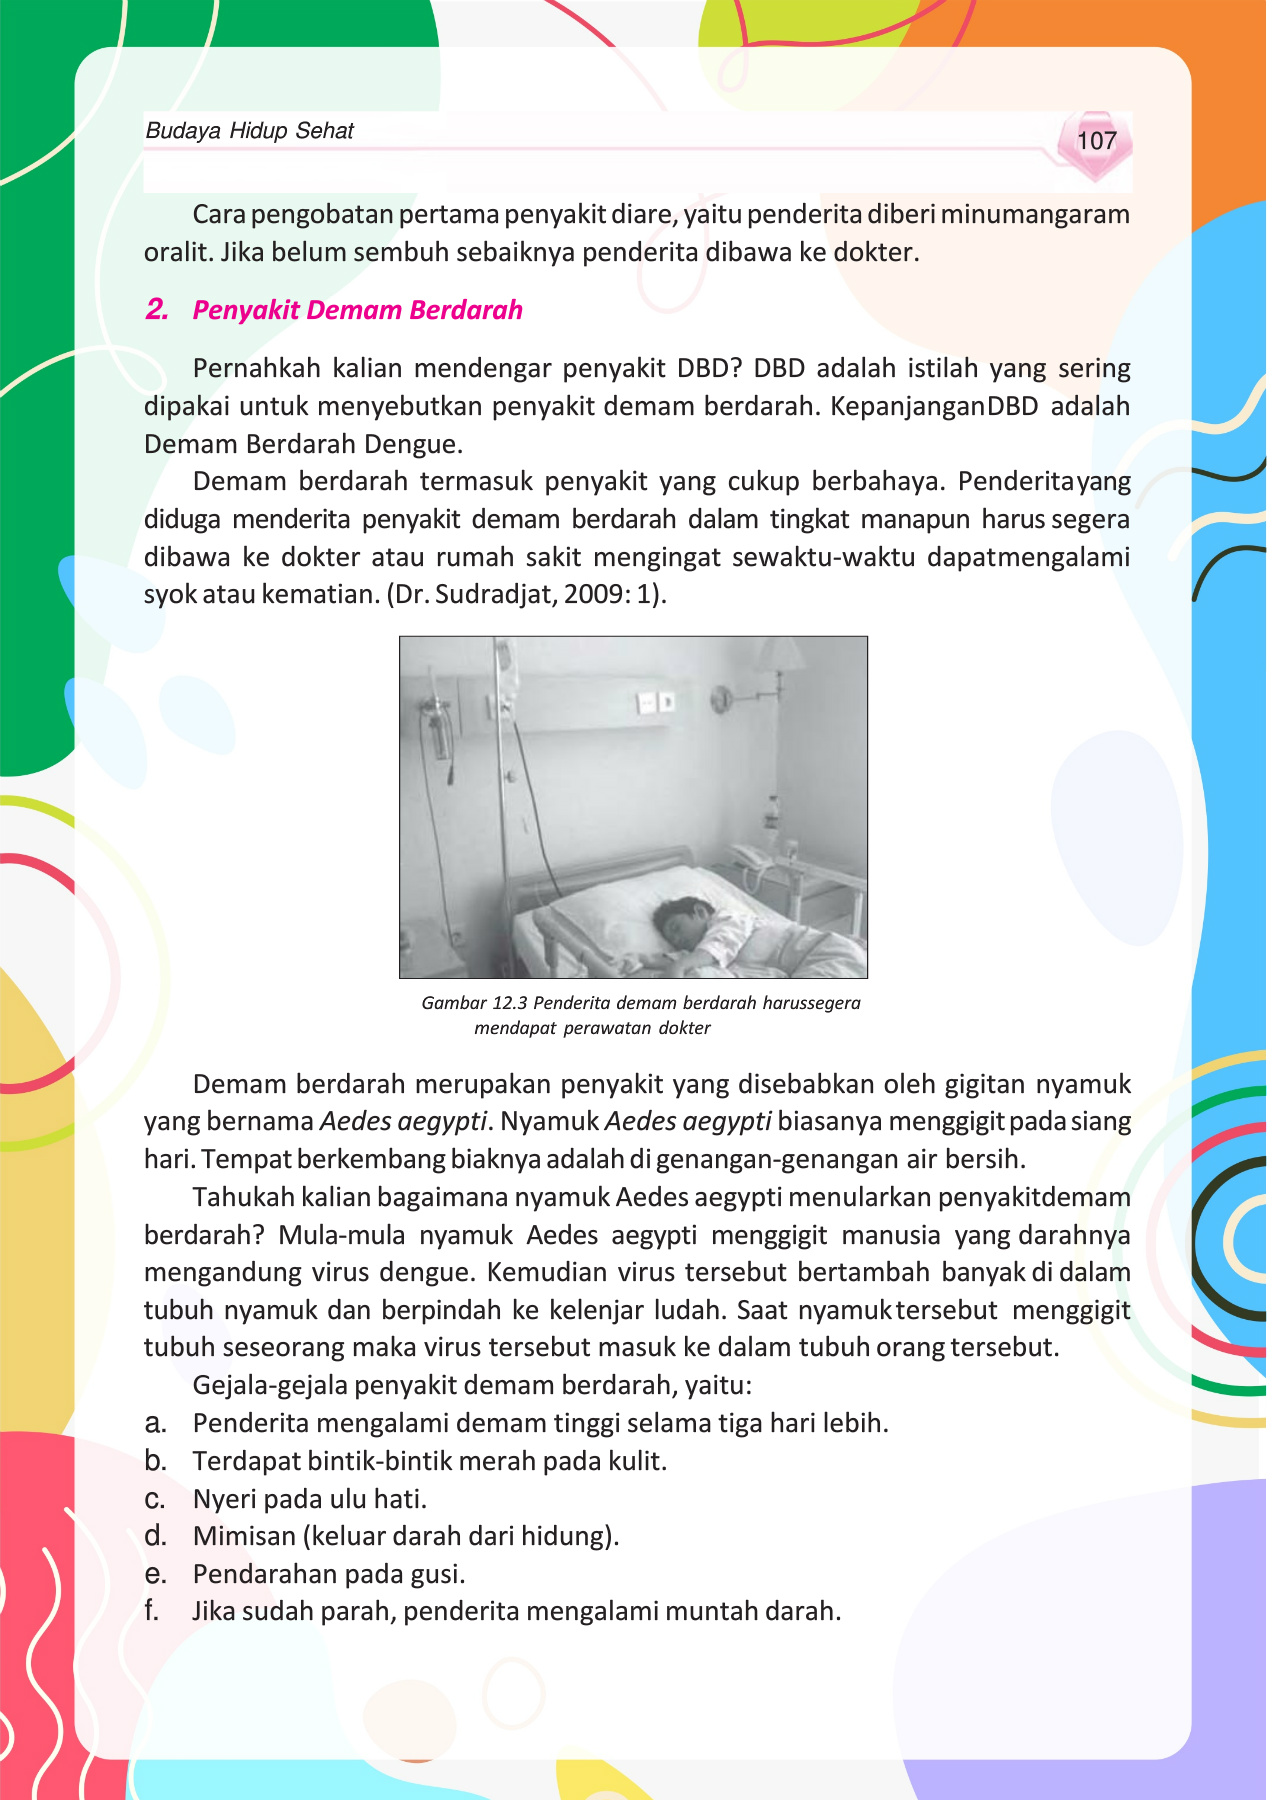 Budaya Hidup Sehat
107
Cara pengobatan pertama penyakit diare, yaitu penderita diberi minumangaram
oralit. Jika belum sembuh sebaiknya penderita dibawa ke dokter.
2. Penyakit Demam Berdarah
Pernahkah kalian mendengar penyakit DBD? DBD adalah istilah yang sering
dipakai untuk menyebutkan penyakit demam berdarah. KepanjanganDBD adalah
Demam Berdarah Dengue.
Demam berdarah termasuk penyakit yang cukup berbahaya. Penderitayang
diduga menderita penyakit demam berdarah dalam tingkat manapun harus segera
dibawa ke dokter atau rumah sakit mengingat sewaktu-waktu dapatmengalami
syok atau kematian. (Dr. Sudradjat, 2009: 1).
Gambar 12.3 Penderita demam berdarah harussegera
mendapat perawatan dokter
Demam berdarah merupakan penyakit yang disebabkan oleh gigitan nyamuk
yang bernama Aedes aegypti. Nyamuk Aedes aegypti biasanya menggigit pada siang
hari. Tempat berkembang biaknya adalah di genangan-genangan air bersih.
Tahukah kalian bagaimana nyamuk Aedes aegypti menularkan penyakitdemam
berdarah? Mula-mula nyamuk Aedes aegypti menggigit manusia yang darahnya
mengandung virus dengue. Kemudian virus tersebut bertambah banyak di dalam
tubuh nyamuk dan berpindah ke kelenjar ludah. Saat nyamuktersebut menggigit
tubuh seseorang maka virus tersebut masuk ke dalam tubuh orang tersebut.
Gejala-gejala penyakit demam berdarah, yaitu:
a. Penderita mengalami demam tinggi selama tiga hari lebih.
b. Terdapat bintik-bintik merah pada kulit.
c. Nyeri pada ulu hati.
d. Mimisan (keluar darah dari hidung).
e. Pendarahan pada gusi.
f. Jika sudah parah, penderita mengalami muntah darah.